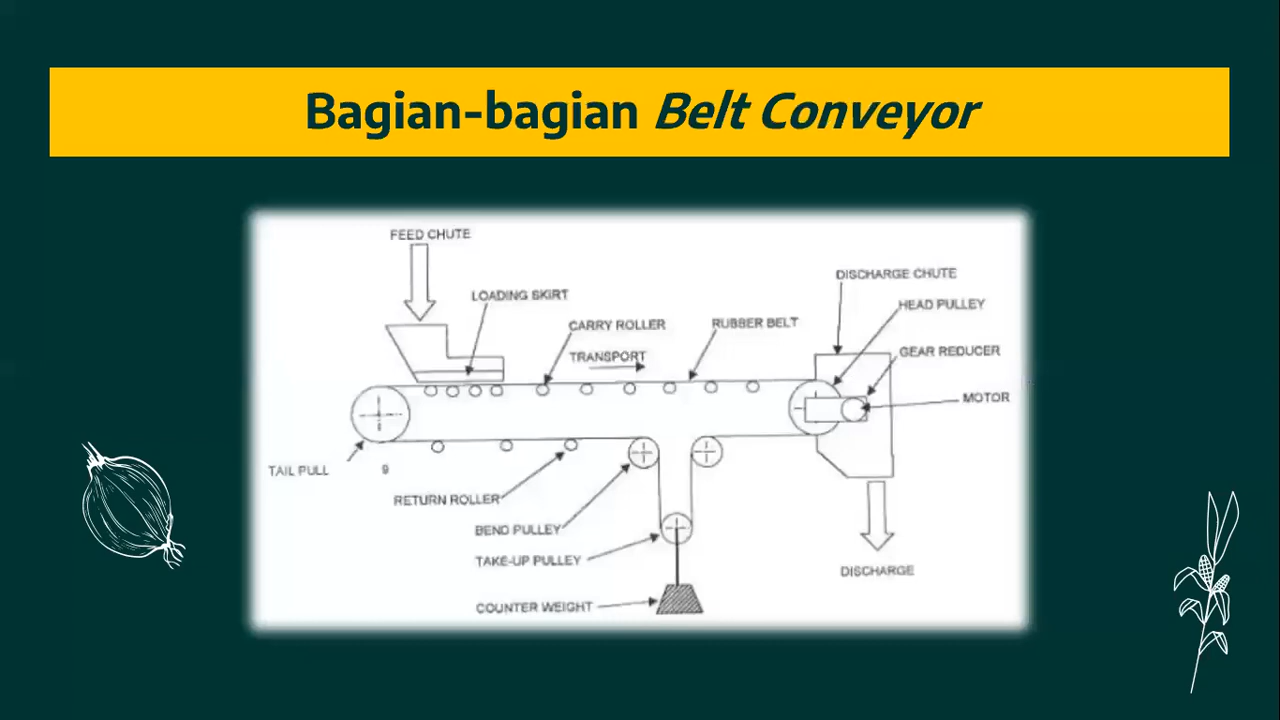 Bagian-bagian Belt Conveyor
FEED CHUTE
DISCHARGE CHUTE
LOADING SKIRT
HEAD PULLEY
CARRY ROLLER
RUBBER BELT
TRANSPORT
GEAR REDUCER
MOTOR
TAIL PULL 9
RETURN ROLLER
BEND PULLEY
TAKE-UP PULLEY
DISCHARGE
COUNTER WEIGHT